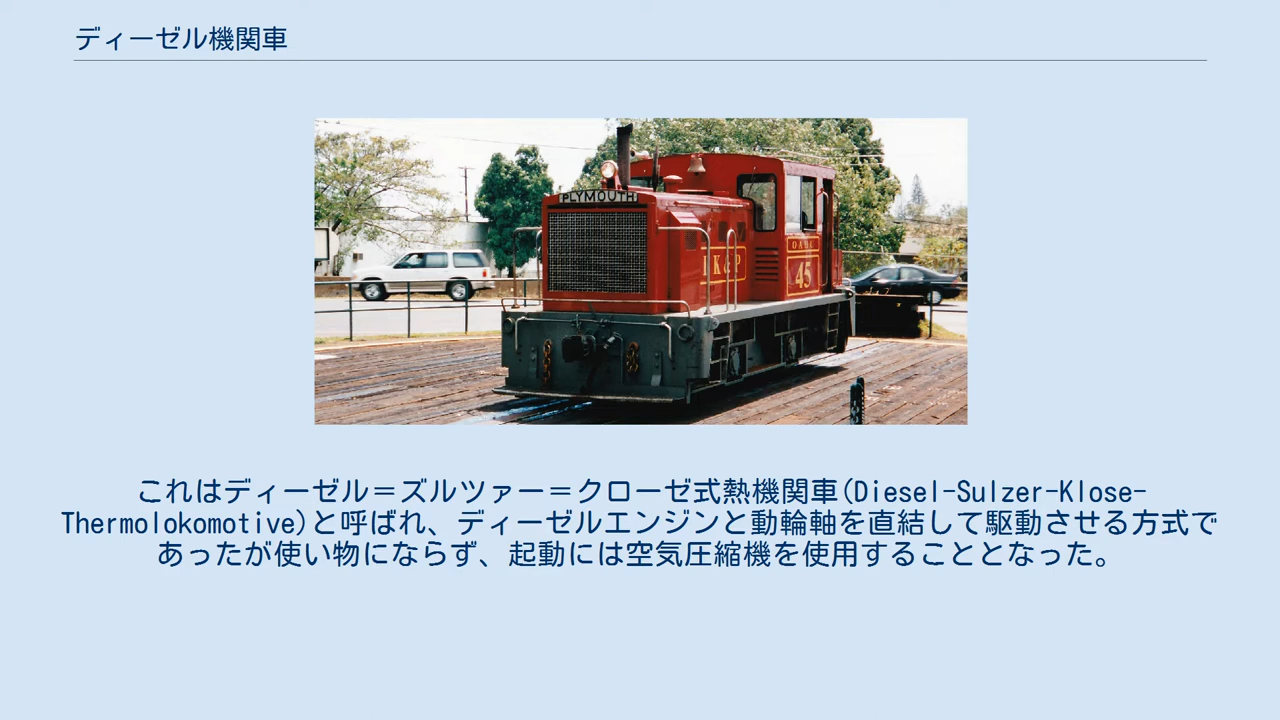 ディーゼル機関車
PLYMOUTH
OAHU
45
これはディーゼル＝ズルツァー＝クローゼ式熱機関車(Diesel-Sulzer-Klose-
Thermolokomotive)と呼ばれ、ディーゼルエンジンと動輪軸を直結して駆動させる方式で
あったが使い物にならず、起動には空気圧縮機を使用することとなった。